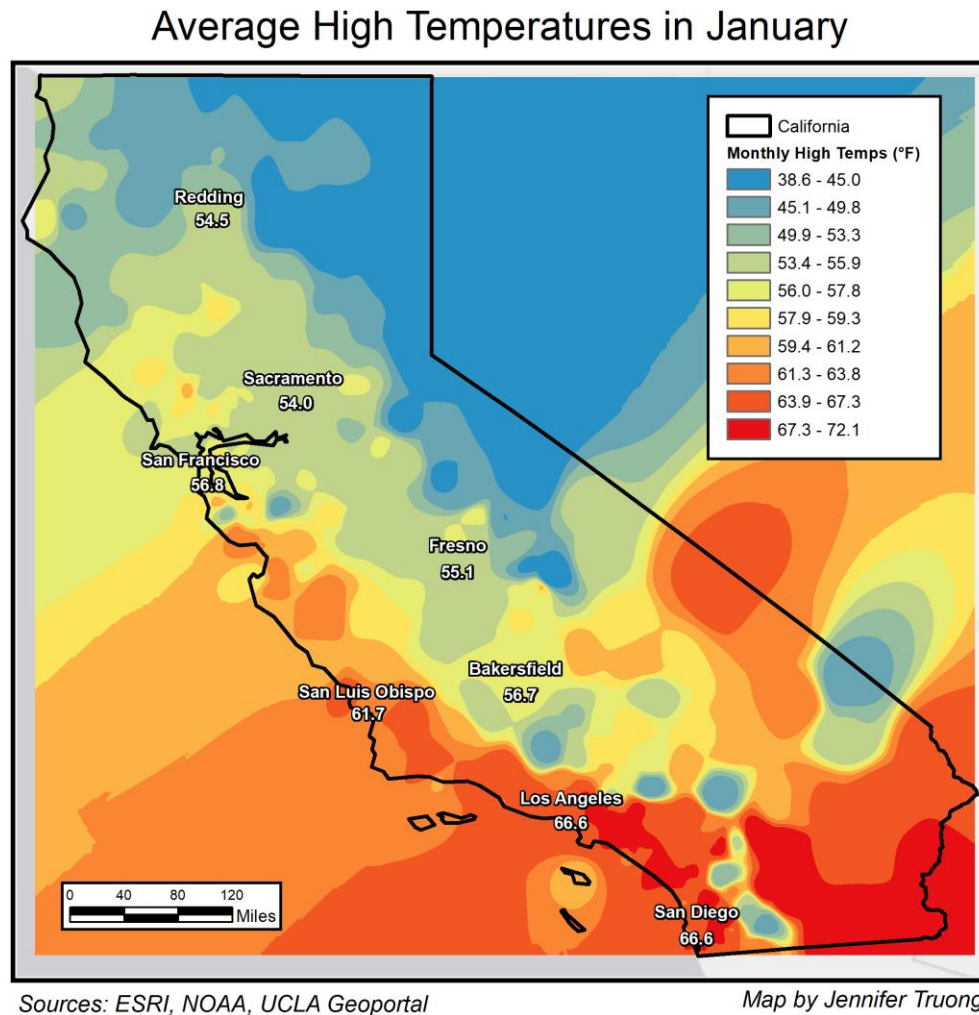 Average High Temperatures in January
California
Monthly High Temps (°F)
38.6 - 45.0
45.1 - 49.8
49.9 - 53.3
53.4 - 55.9
56.0 - 57.8
57.9 - 59.3
59.4 - 61.2
61.3 - 63.8
63.9 - 67.3
67.3 - 72.1
Redding
54.5
Sacramento
54.0
San Francisco
56.8
Fresno
55.1
Bakersfield
56.7
San Luis Obispo
61.7
Los Angeles
66.6
San Diego
66.6
0 40 80 120
Miles
Sources: ESRI, NOAA, UCLA Geoportal
Map by Jennifer Truong